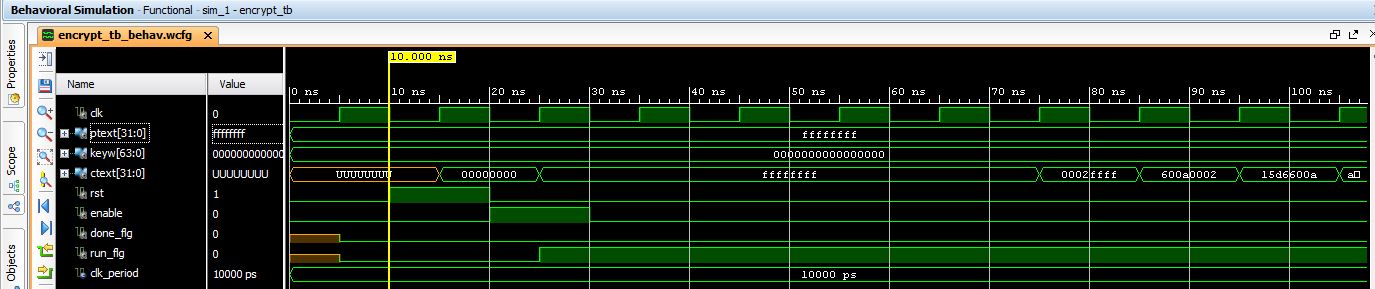 Behavioral Simulation - Functional - sim_1 - encrypt_tb
Properties
Scope
Objects
encrypt_tb_behav.wcfg
10.000 ns
Name Value
0 ns 10 ns 20 ns 30 ns 40 ns 50 ns 60 ns 70 ns 80 ns 90 ns 100 ns
clk 0
ptext[31:0] ffffffff ffffffff
keyw[63:0] 000000000000 0000000000000000
ctext[31:0] UUUUUUUU UUUUUUUU 00000000 ffffffff 0002ffff 600a0002 15d6600a a
rst 1
enable 0
done_flg 0
run_flg 0
clk_period 10000 ps 10000 ps